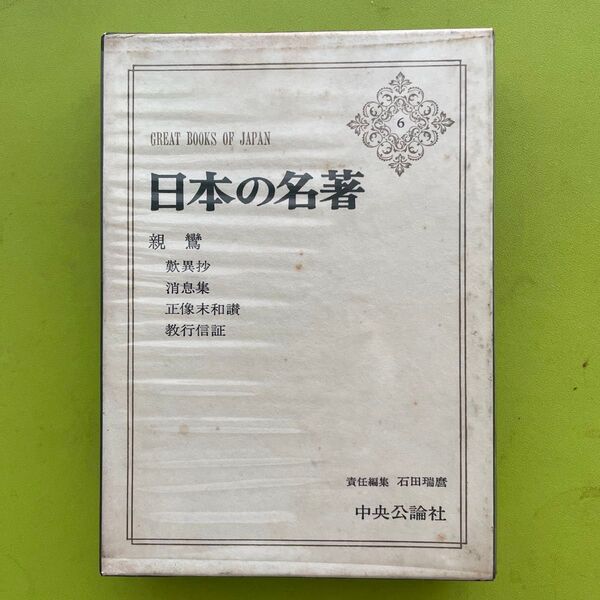 6
GREAT BOOKS OF JAPAN
日本の名著
親鸞
歎異抄
消息集
正像末和讃
教行信証
責任編集 石田瑞麿
中央公論社